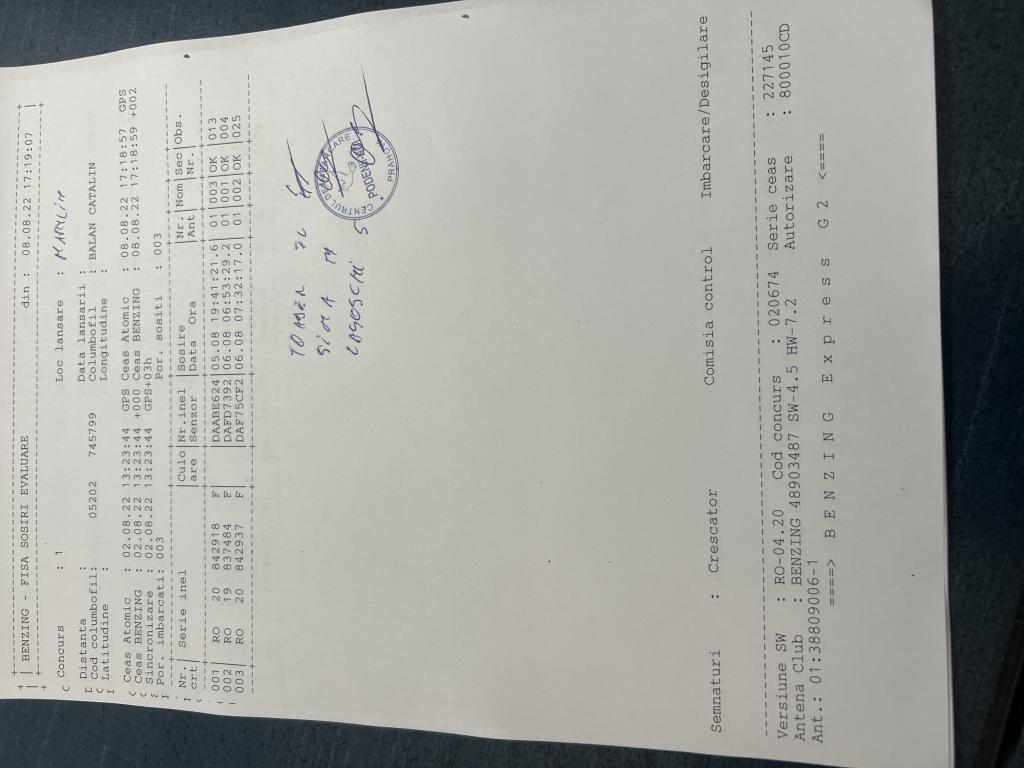 +-----------------------------------------------------------------------------+
| BENZING - FISA SOSIRI EVALUARE din : 08.08.22 17:19:07 |
+-----------------------------------------------------------------------------+
Concurs : 1 Loc lansare :
Distanta : Data lansarii :
Cod columbofil: 05202 745799 Columbofil : BALAN CATALIN
Latitudine : Longitudine :
Ceas Atomic : 02.08.22 13:23:44 GPS Ceas Atomic : 08.08.22 17:18:57 GPS
Ceas BENZING : 02.08.22 13:23:44 +000 Ceas BENZING : 08.08.22 17:18:59 +002
Sincronizare : 02.08.22 13:23:44 GPS+03h
Por. imbarcati: 003 Por. sositi : 003
Nr.| Serie inel |Culo|Nr.inel |Sosire |Nr.|Nom|Sec|Obs.
crt| |are |Senzor |Data Ora |Ant| |Nr.|
001| RO 20 842918 F | |DAABE624|05.08 19:41:21.6| 01|003|OK |013
002| RO 19 837484 F | |DAFD7392|06.08 06:53:29.2| 01|001|OK |004
003| RO 20 842937 F | |DAF75CF2|06.08 07:32:17.0| 01|002|OK |025
CENTRUL DE
PRAHOVA
Semnaturi : Crescator Comisia control Imbarcare/Desigilare
Versiune SW : RO-04.20 Cod concurs : 020674 Serie ceas : 227145
Antena Club : BENZING 48903487 SW-4.5 HW-7.2 Autorizare : 800010CD
Ant.: 01:38809006-1
====> B E N Z I N G E x p r e s s G 2 <====